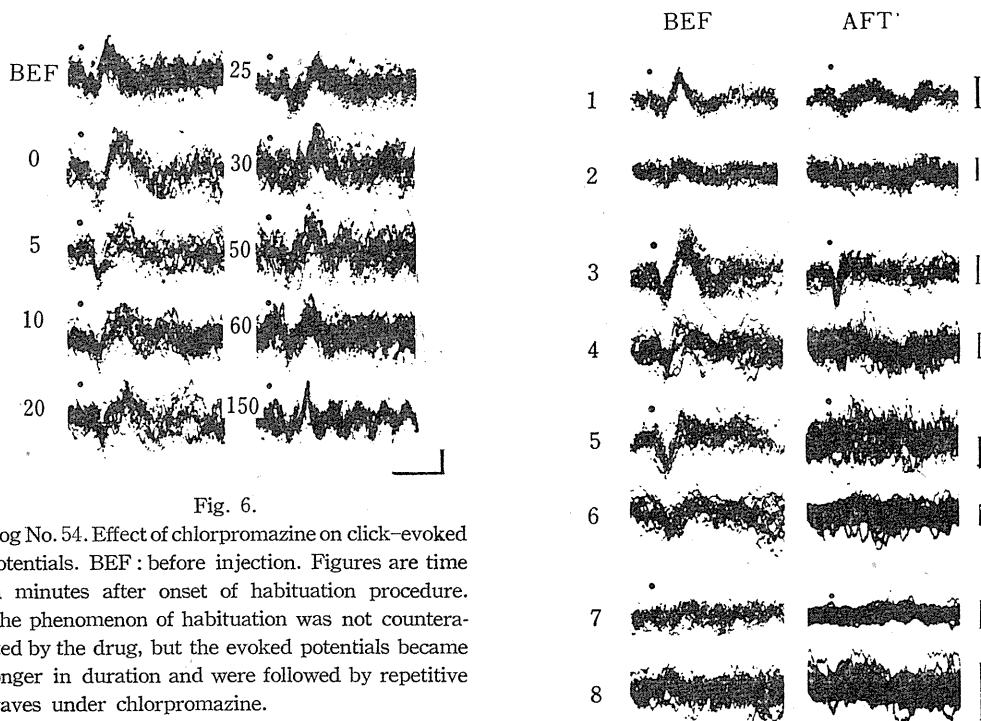 BEF 25
0 30
5 50
10 60
20 150
Fig. 6.
og No. 54. Effect of chlorpromazine on click-evoked
otentials. BEF : before injection. Figures are time
minutes after onset of habituation procedure.
he phenomenon of habituation was not countera-
ted by the drug, but the evoked potentials became
nger in duration and were followed by repetitive
aves under chlorpromazine.
BEF AFT
1
2
3
4
5
6
7
8